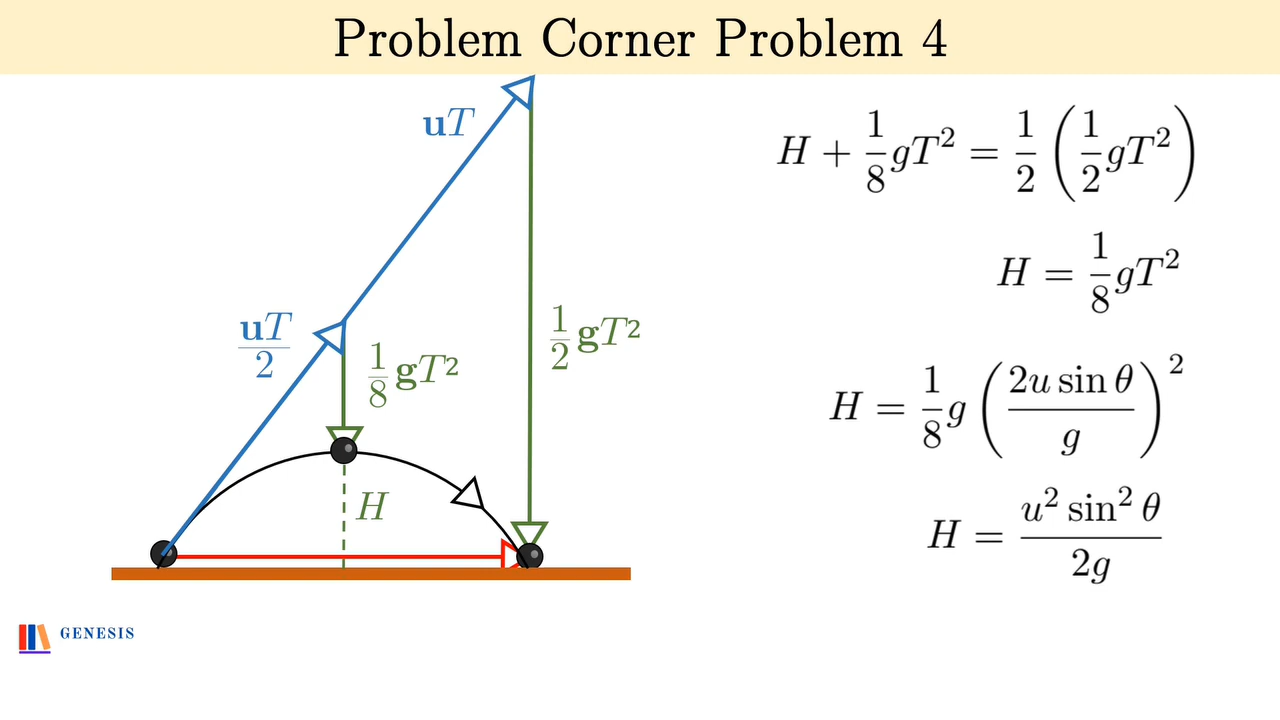 Problem Corner Problem 4
𝐮T
𝐮T/2
1/8 𝐠T²
1/2 𝐠T²
H
H + 1/8 gT² = 1/2 (1/2 gT²)
H = 1/8 gT²
H = 1/8 g (2u sin θ / g)²
H = u² sin² θ / 2g
GENESIS